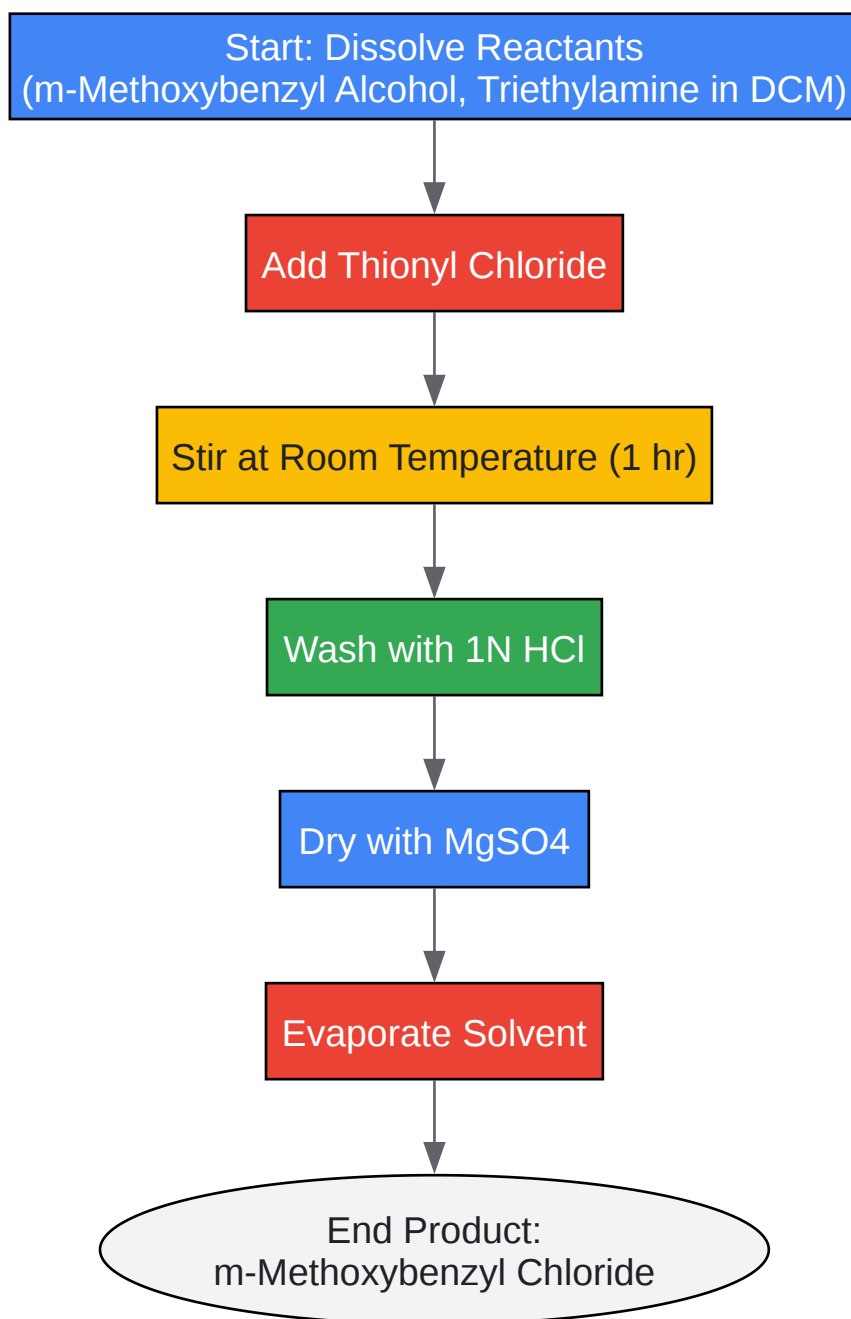 Start: Dissolve Reactants
(m-Methoxybenzyl Alcohol, Triethylamine in DCM)
Add Thionyl Chloride
Stir at Room Temperature (1 hr)
Wash with 1N HCl
Dry with MgSO4
Evaporate Solvent
End Product:
m-Methoxybenzyl Chloride